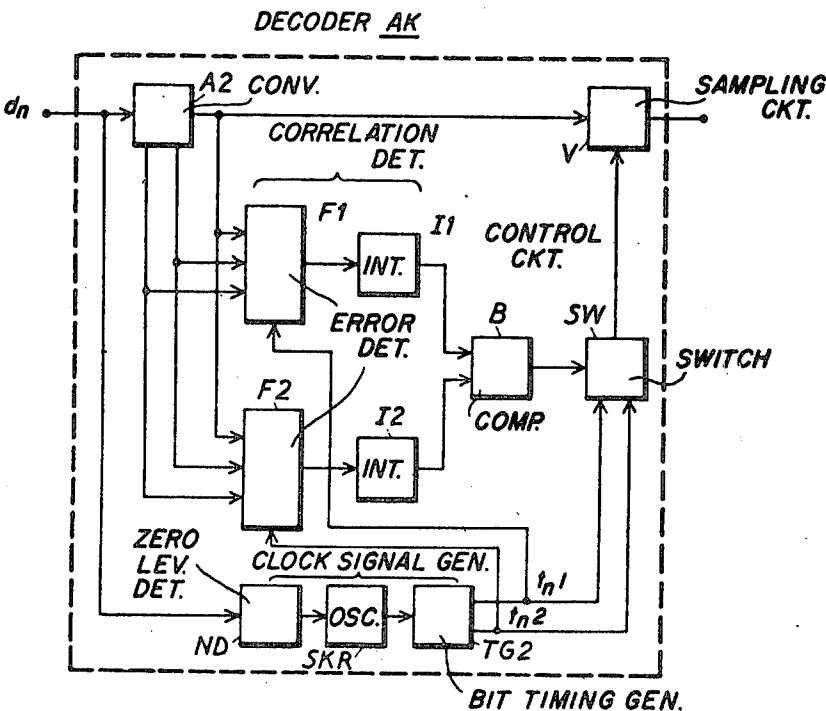 DECODER AK
dn
A2
CONV.
SAMPLING
CKT.
CORRELATION
DET.
V
F1
I1
INT.
CONTROL
CKT.
ERROR
DET.
B
SW
SWITCH
COMP.
F2
I2
INT.
ZERO
LEV.
DET.
CLOCK SIGNAL GEN.
tn1
tn2
ND
OSC.
SKR
TG2
BIT TIMING GEN.